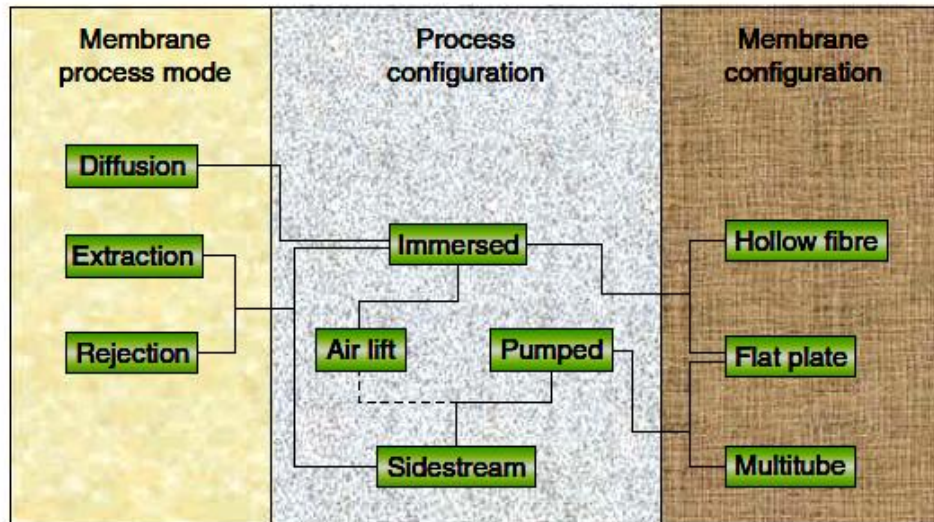 Membrane
process mode
Process
configuration
Membrane
configuration
Diffusion
Extraction
Rejection
Immersed
Air lift
Pumped
Sidestream
Hollow fibre
Flat plate
Multitube